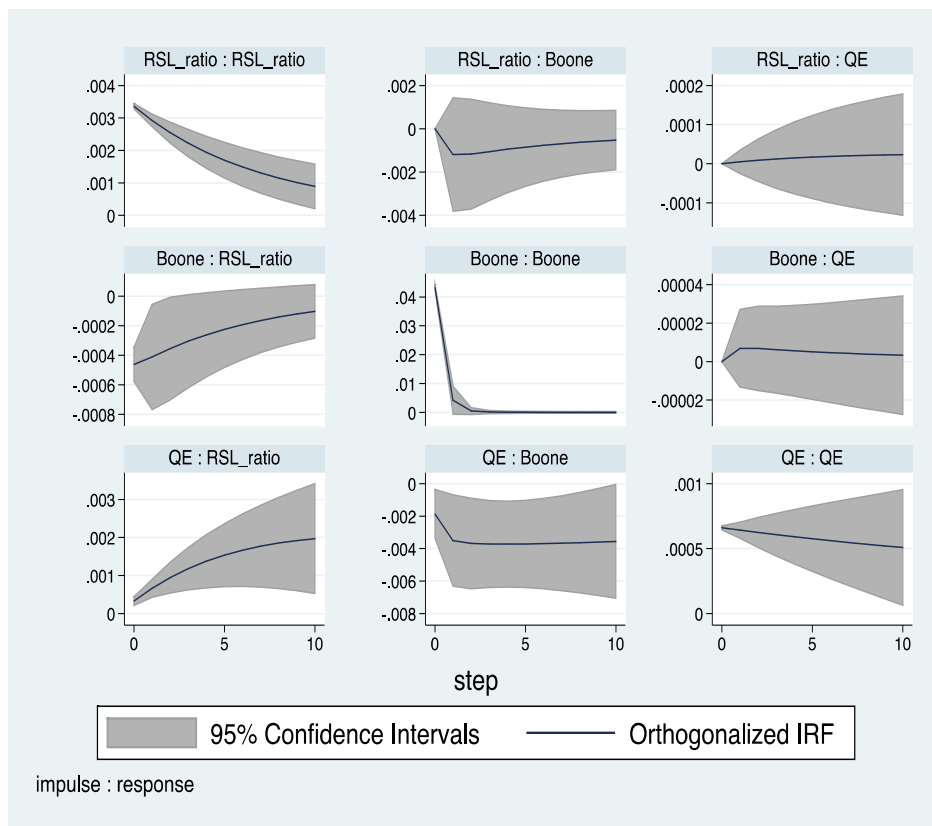 RSL_ratio : RSL_ratio
RSL_ratio : Boone
RSL_ratio : QE
.004
.003
.002
.001
0
.002
0
-.002
-.004
.0002
.0001
0
-.0001
Boone : RSL_ratio
Boone : Boone
Boone : QE
0
-.0002
-.0004
-.0006
-.0008
.04
.03
.02
.01
0
.00004
.00002
0
-.00002
QE : RSL_ratio
QE : Boone
QE : QE
.003
.002
.001
0
0
-.002
-.004
-.006
-.008
.001
.0005
0
0 5 10
0 5 10
0 5 10
step
95% Confidence Intervals
Orthogonalized IRF
impulse : response